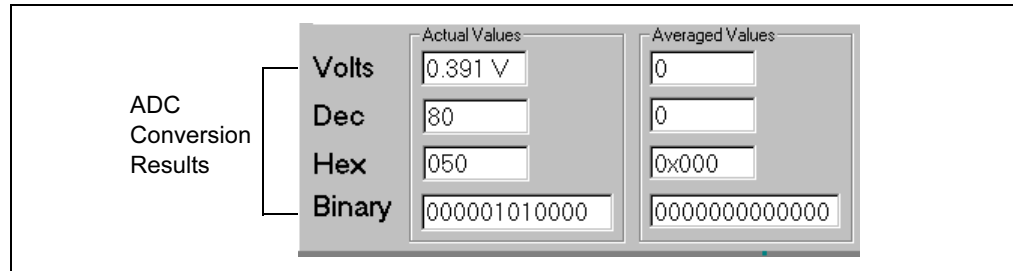 Actual Values Averaged Values
Volts 0.391 V 0
ADC
Conversion
Results
Dec 80 0
Hex 050 0x000
Binary 000001010000 0000000000000